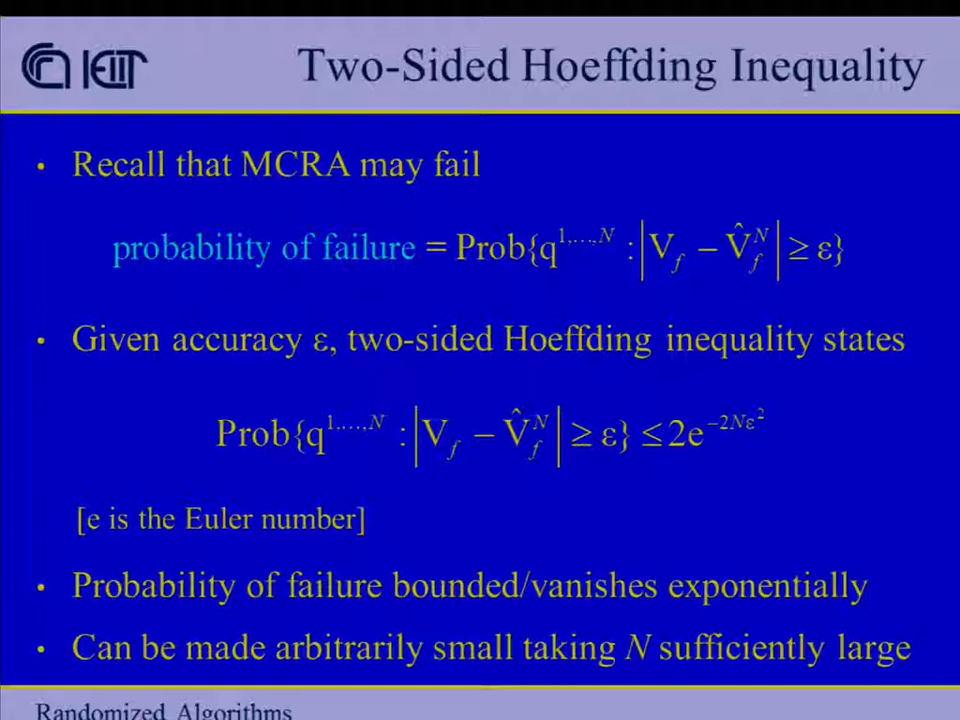 IEIIT
Two-Sided Hoeffding Inequality
• Recall that MCRA may fail
probability of failure = Prob{q^{1,…,N} : |V_f − V̂_f^N| ≥ ε}
• Given accuracy ε, two-sided Hoeffding inequality states
Prob{q^{1,…,N} : |V_f − V̂_f^N| ≥ ε} ≤ 2e^{−2Nε^2}
[e is the Euler number]
• Probability of failure bounded/vanishes exponentially
• Can be made arbitrarily small taking N sufficiently large
Randomized Algorithms